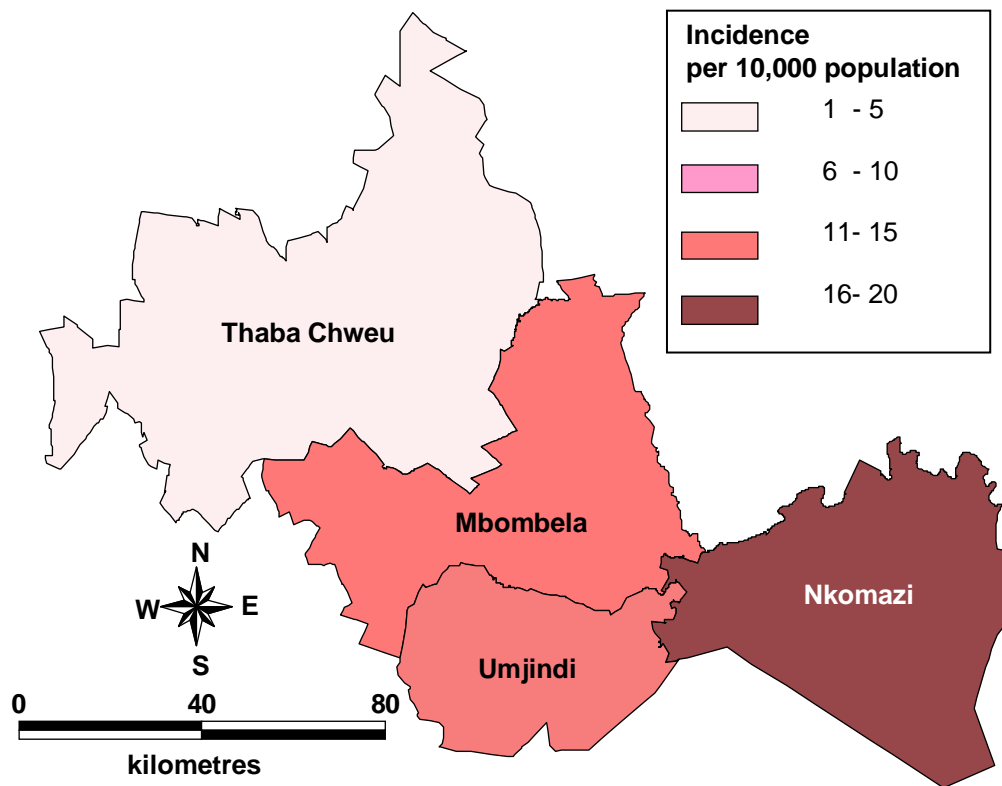 Incidence
per 10,000 population
1 - 5
6 - 10
11- 15
16- 20
Thaba Chweu
Mbombela
Nkomazi
Umjindi
N
W E
S
0 40 80
kilometres